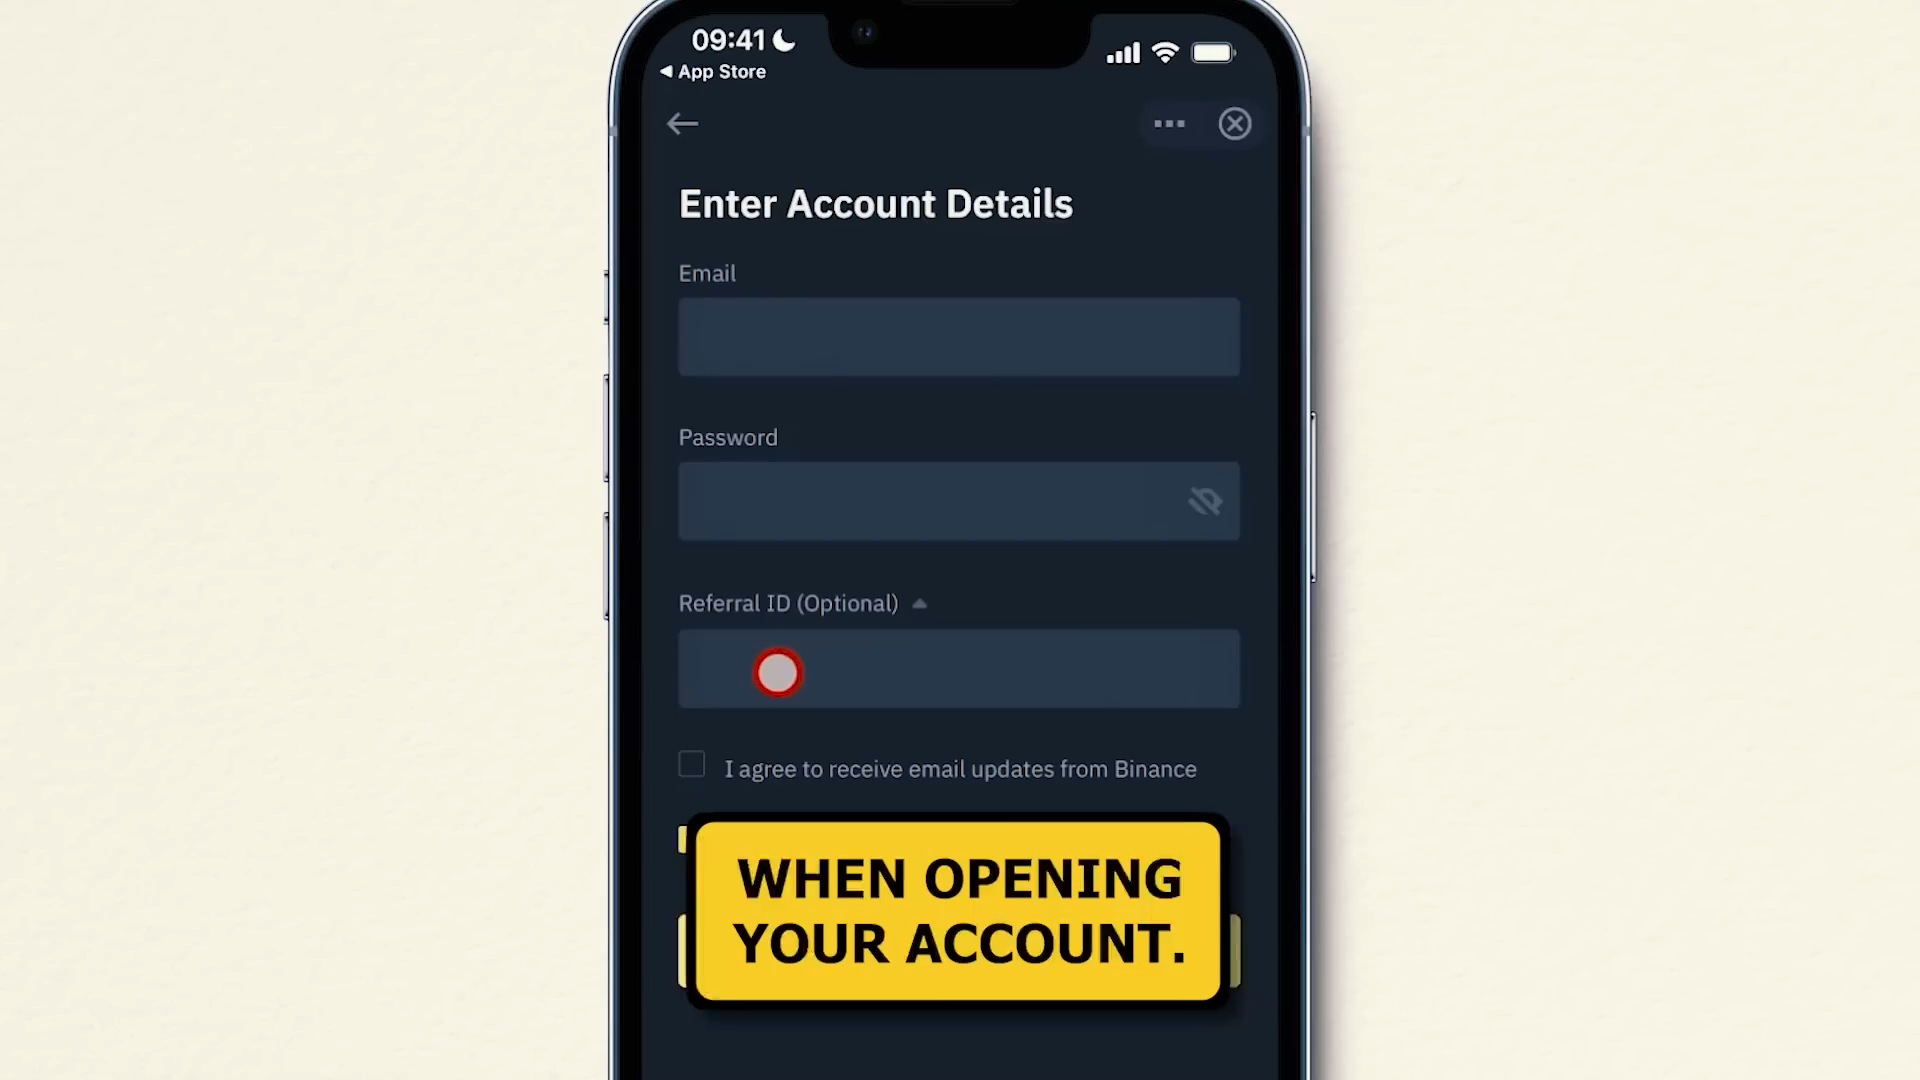 09:41
App Store
Enter Account Details
Email
Password
Referral ID (Optional)
I agree to receive email updates from Binance
WHEN OPENING
YOUR ACCOUNT.